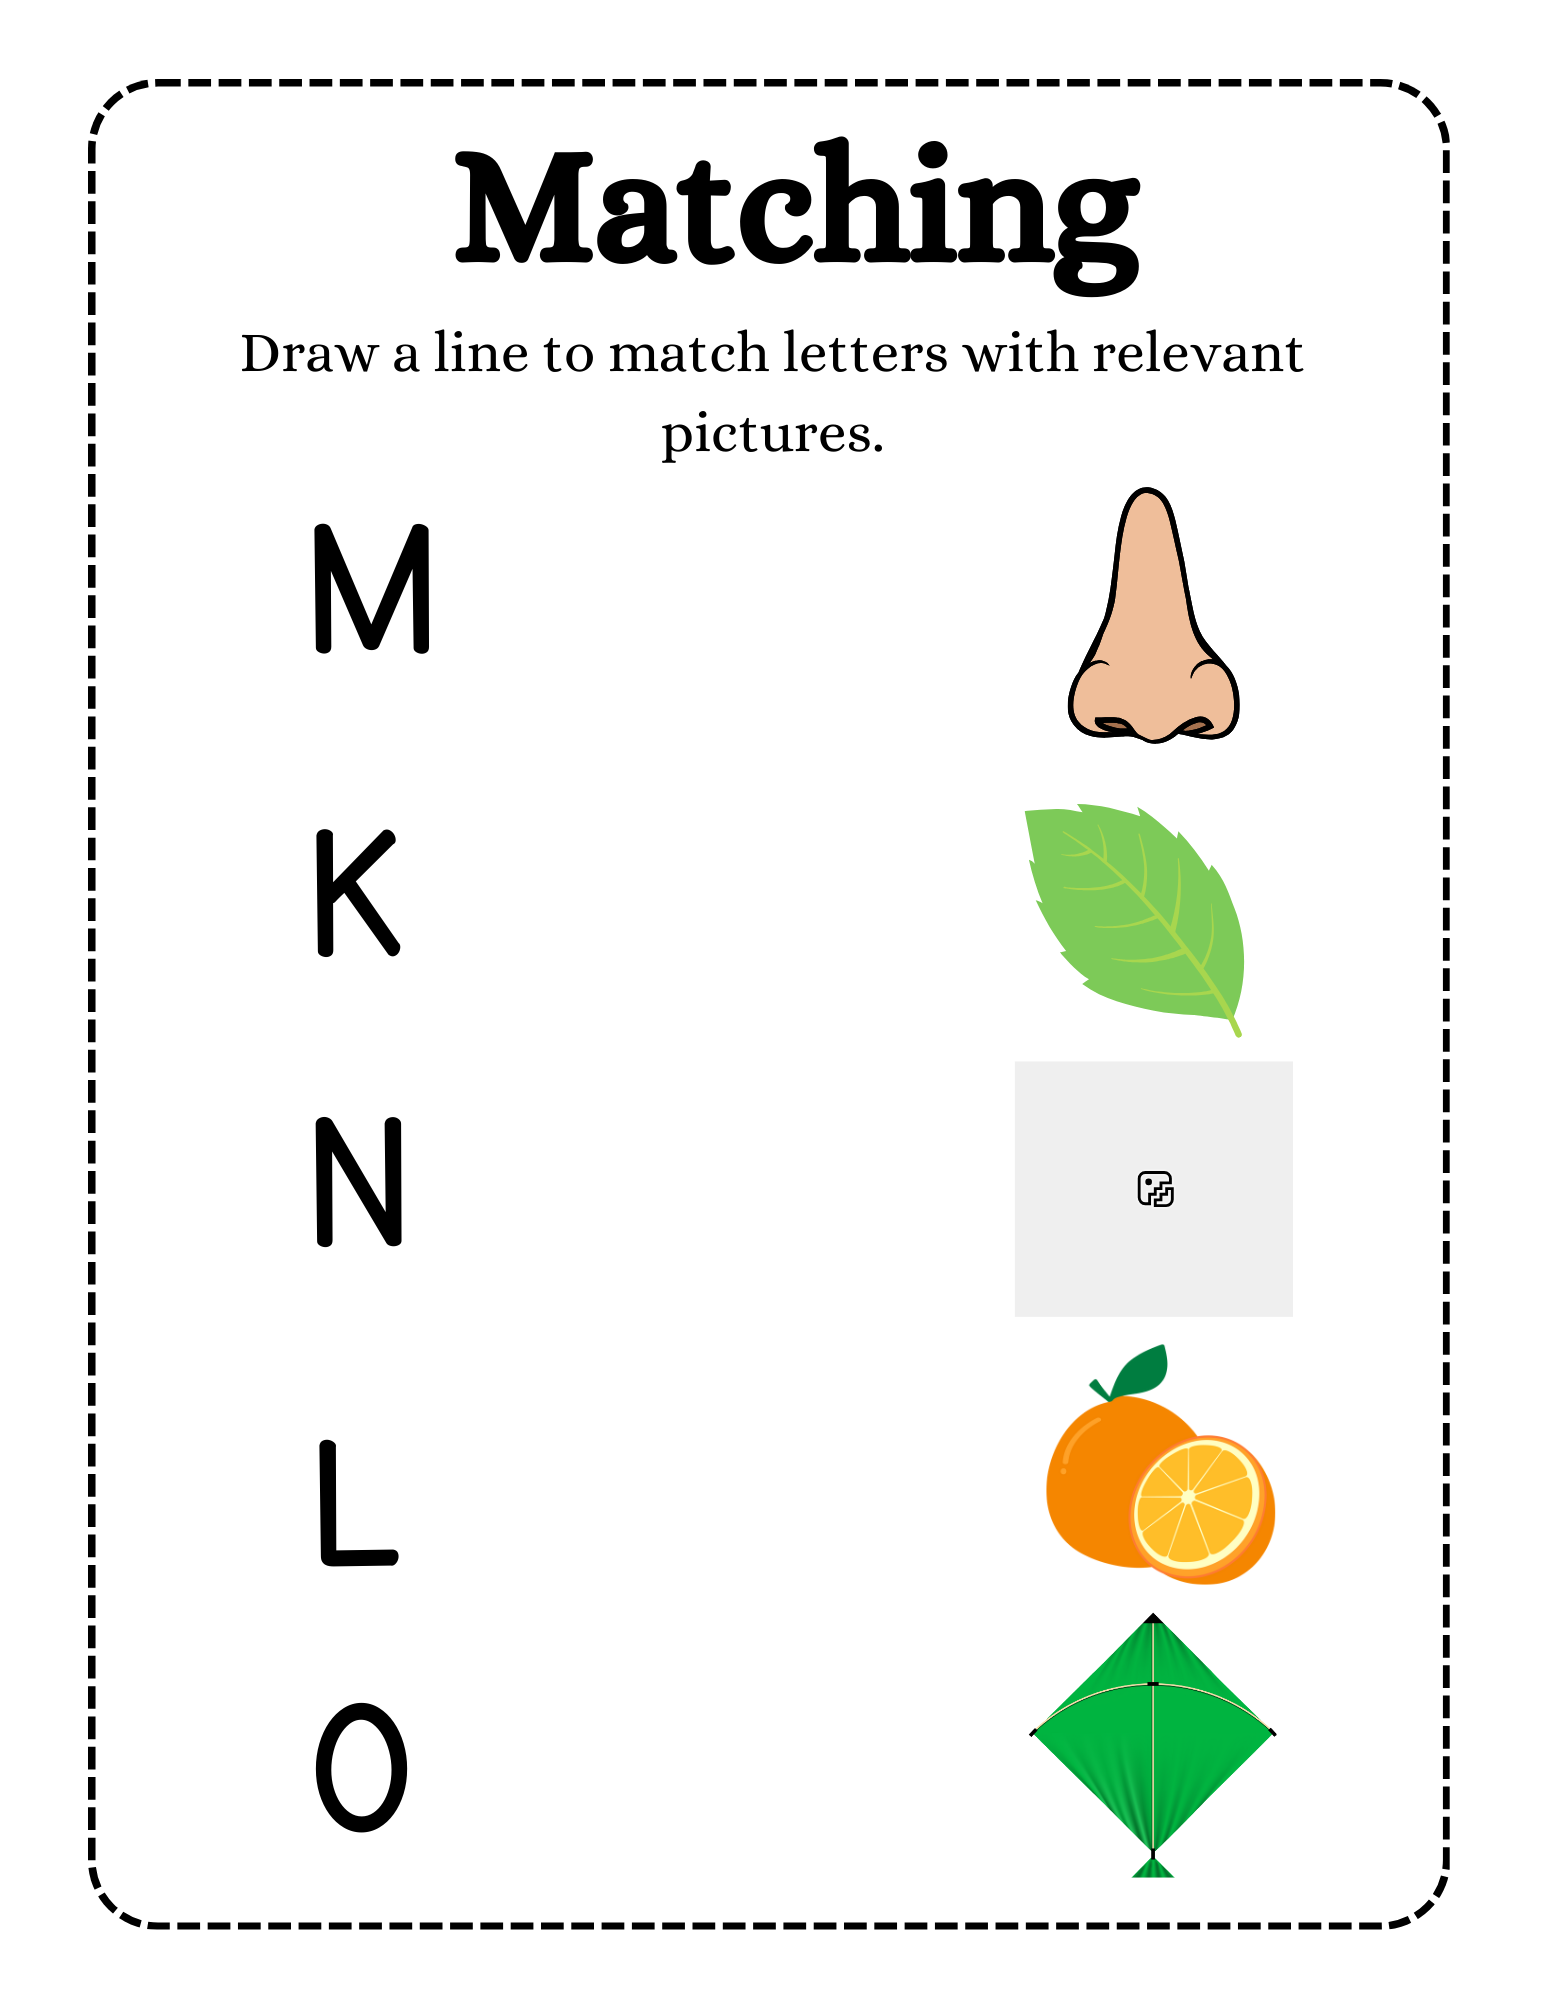 Matching
Draw a line to match letters with relevant
pictures.
M
K
N
L
O